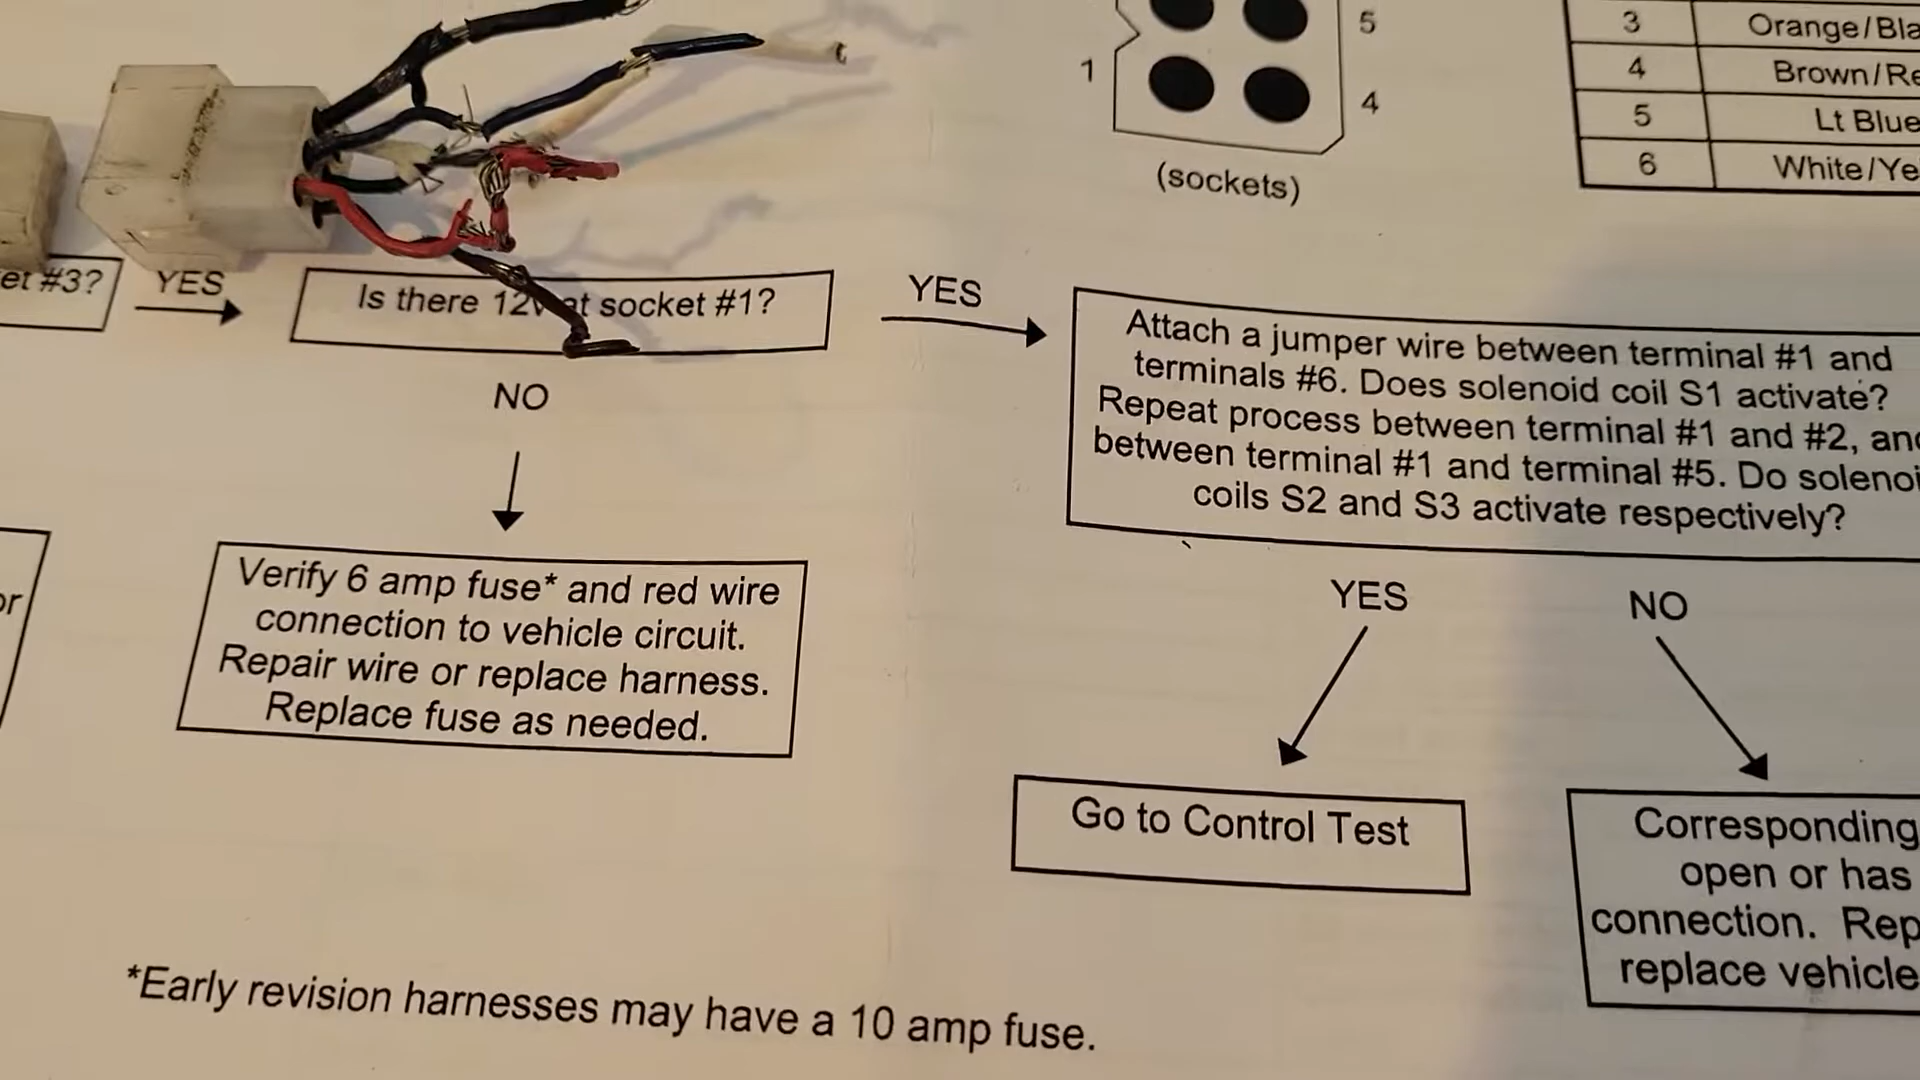 5
1
4
(sockets)
3 Orange/Bla
4 Brown/Re
5 Lt Blue
6 White/Ye
et #3?
YES
Is there 12V at socket #1?
YES
Attach a jumper wire between terminal #1 and
terminals #6. Does solenoid coil S1 activate?
Repeat process between terminal #1 and #2, and
between terminal #1 and terminal #5. Do solenoi
coils S2 and S3 activate respectively?
NO
or
Verify 6 amp fuse* and red wire
connection to vehicle circuit.
Repair wire or replace harness.
Replace fuse as needed.
YES
NO
Go to Control Test
Corresponding
open or has
connection. Rep
replace vehicle
*Early revision harnesses may have a 10 amp fuse.